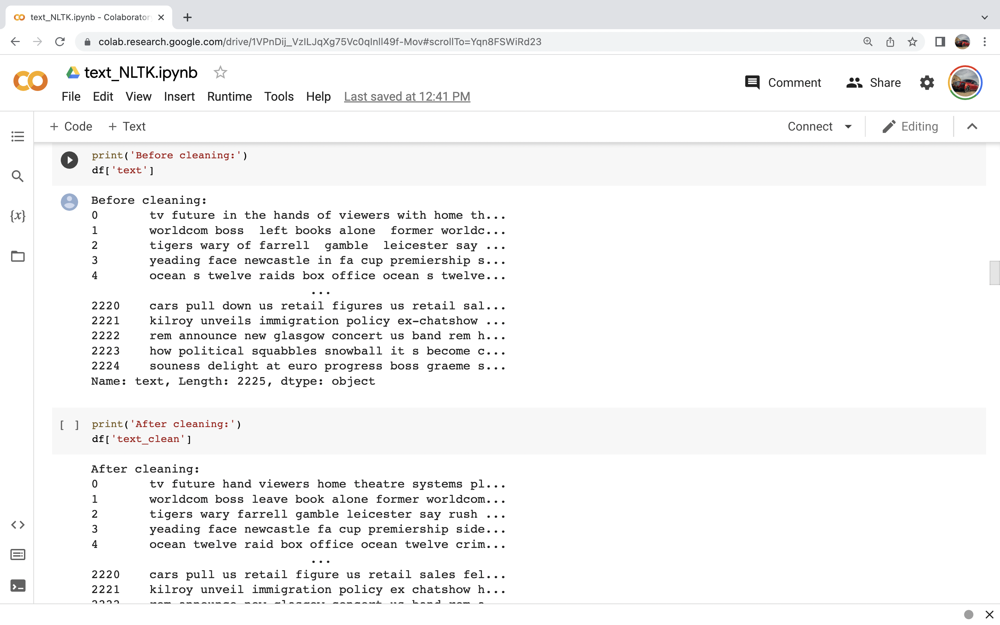 text_NLTK.ipynb - Colaboratory
colab.research.google.com/drive/1VPnDij_VzILJqXg75Vc0qInlI49f-Mov#scrollTo=Yqn8FSWiRd23
text_NLTK.ipynb
Comment Share
File Edit View Insert Runtime Tools Help Last saved at 12:41 PM
+ Code + Text Connect Editing
print('Before cleaning:')
df['text']
{x}
Before cleaning:
0 tv future in the hands of viewers with home th...
1 worldcom boss  left books alone  former worldc...
2 tigers wary of farrell  gamble  leicester say ...
3 yeading face newcastle in fa cup premiership s...
4 ocean s twelve raids box office ocean s twelve...
...
2220 cars pull down us retail figures us retail sal...
2221 kilroy unveils immigration policy ex-chatshow ...
2222 rem announce new glasgow concert us band rem h...
2223 how political squabbles snowball it s become c...
2224 souness delight at euro progress boss graeme s...
Name: text, Length: 2225, dtype: object
[ ] print('After cleaning:')
df['text_clean']
After cleaning:
0 tv future hand viewers home theatre systems pl...
1 worldcom boss leave book alone former worldcom...
2 tigers wary farrell gamble leicester say rush ...
3 yeading face newcastle fa cup premiership side...
4 ocean twelve raid box office ocean twelve crim...
...
2220 cars pull us retail figure us retail sales fel...
2221 kilroy unveil immigration policy ex chatshow h...
2222 rem announce new glasgow concert us band rem